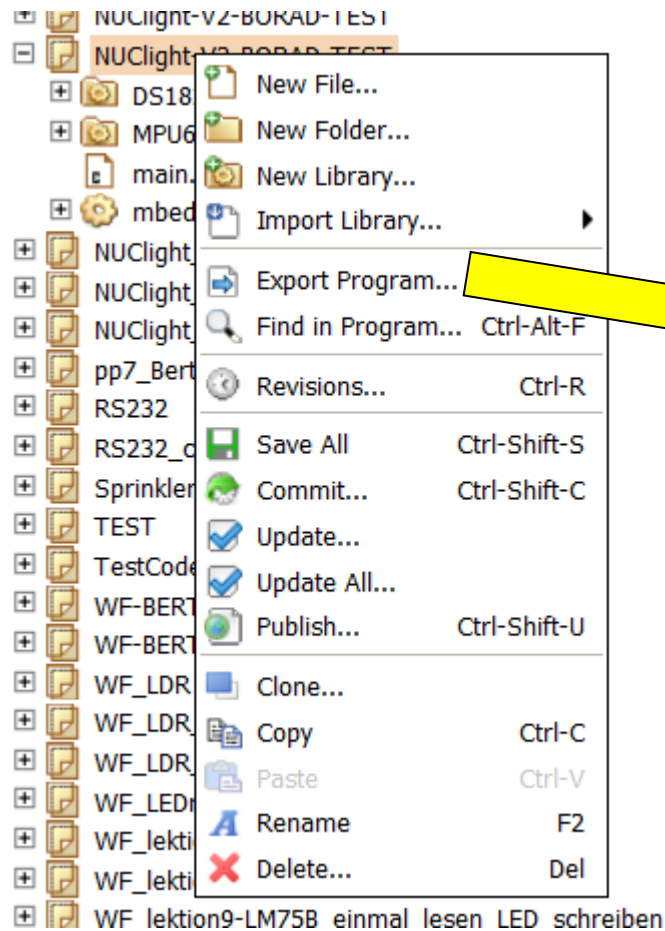 NUClight-V2-BORAD-TEST
NUClight-V2-BORAD-TEST
DS18
MPU6
main.
mbed
NUClight_
NUClight_
NUClight_
pp7_Bert
RS232
RS232_c
Sprinkler
TEST
TestCode
WF-BERT
WF-BERT
WF_LDR
WF_LDR_
WF_LDR_
WF_LEDr
WF_lekti
WF_lekti
WF_lektion9-LM75B_einmal_lesen_LED_schreiben
New File...
New Folder...
New Library...
Import Library...
Export Program...
Find in Program... Ctrl-Alt-F
Revisions... Ctrl-R
Save All Ctrl-Shift-S
Commit... Ctrl-Shift-C
Update...
Update All...
Publish... Ctrl-Shift-U
Clone...
Copy Ctrl-C
Paste Ctrl-V
Rename F2
Delete... Del